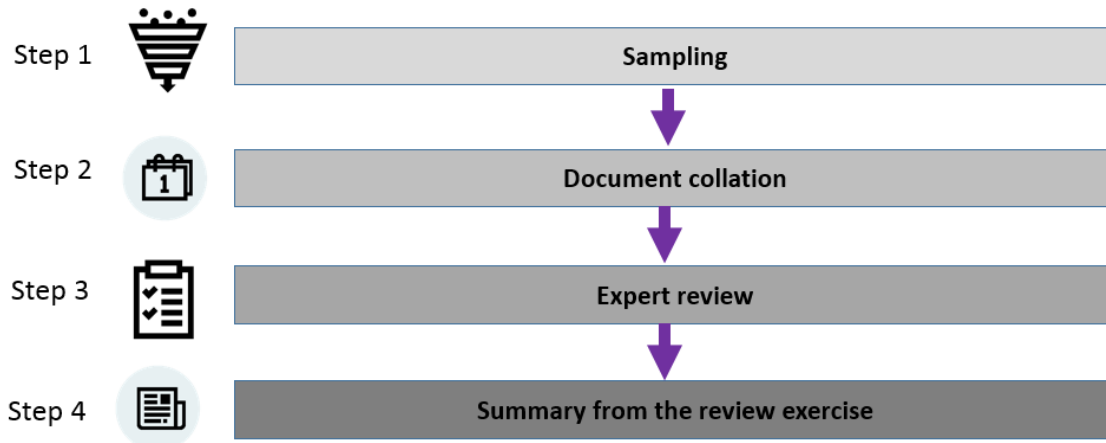 Step 1
Sampling
Step 2
1
Document collation
Step 3
Expert review
Step 4
Summary from the review exercise